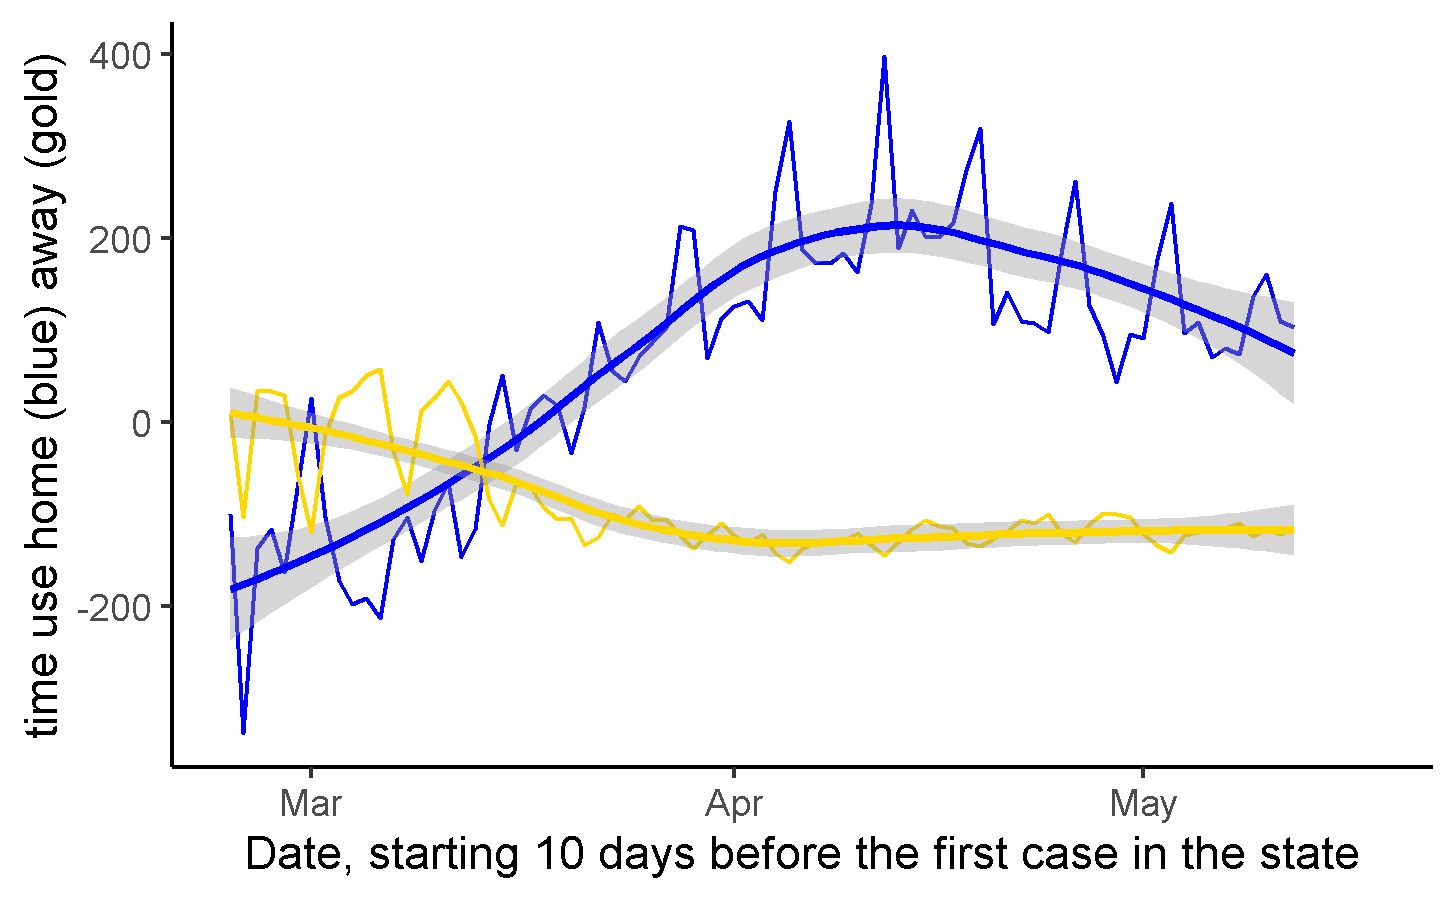 time use home (blue) away (gold)
400
200
0
-200
Mar
Apr
May
Date, starting 10 days before the first case in the state